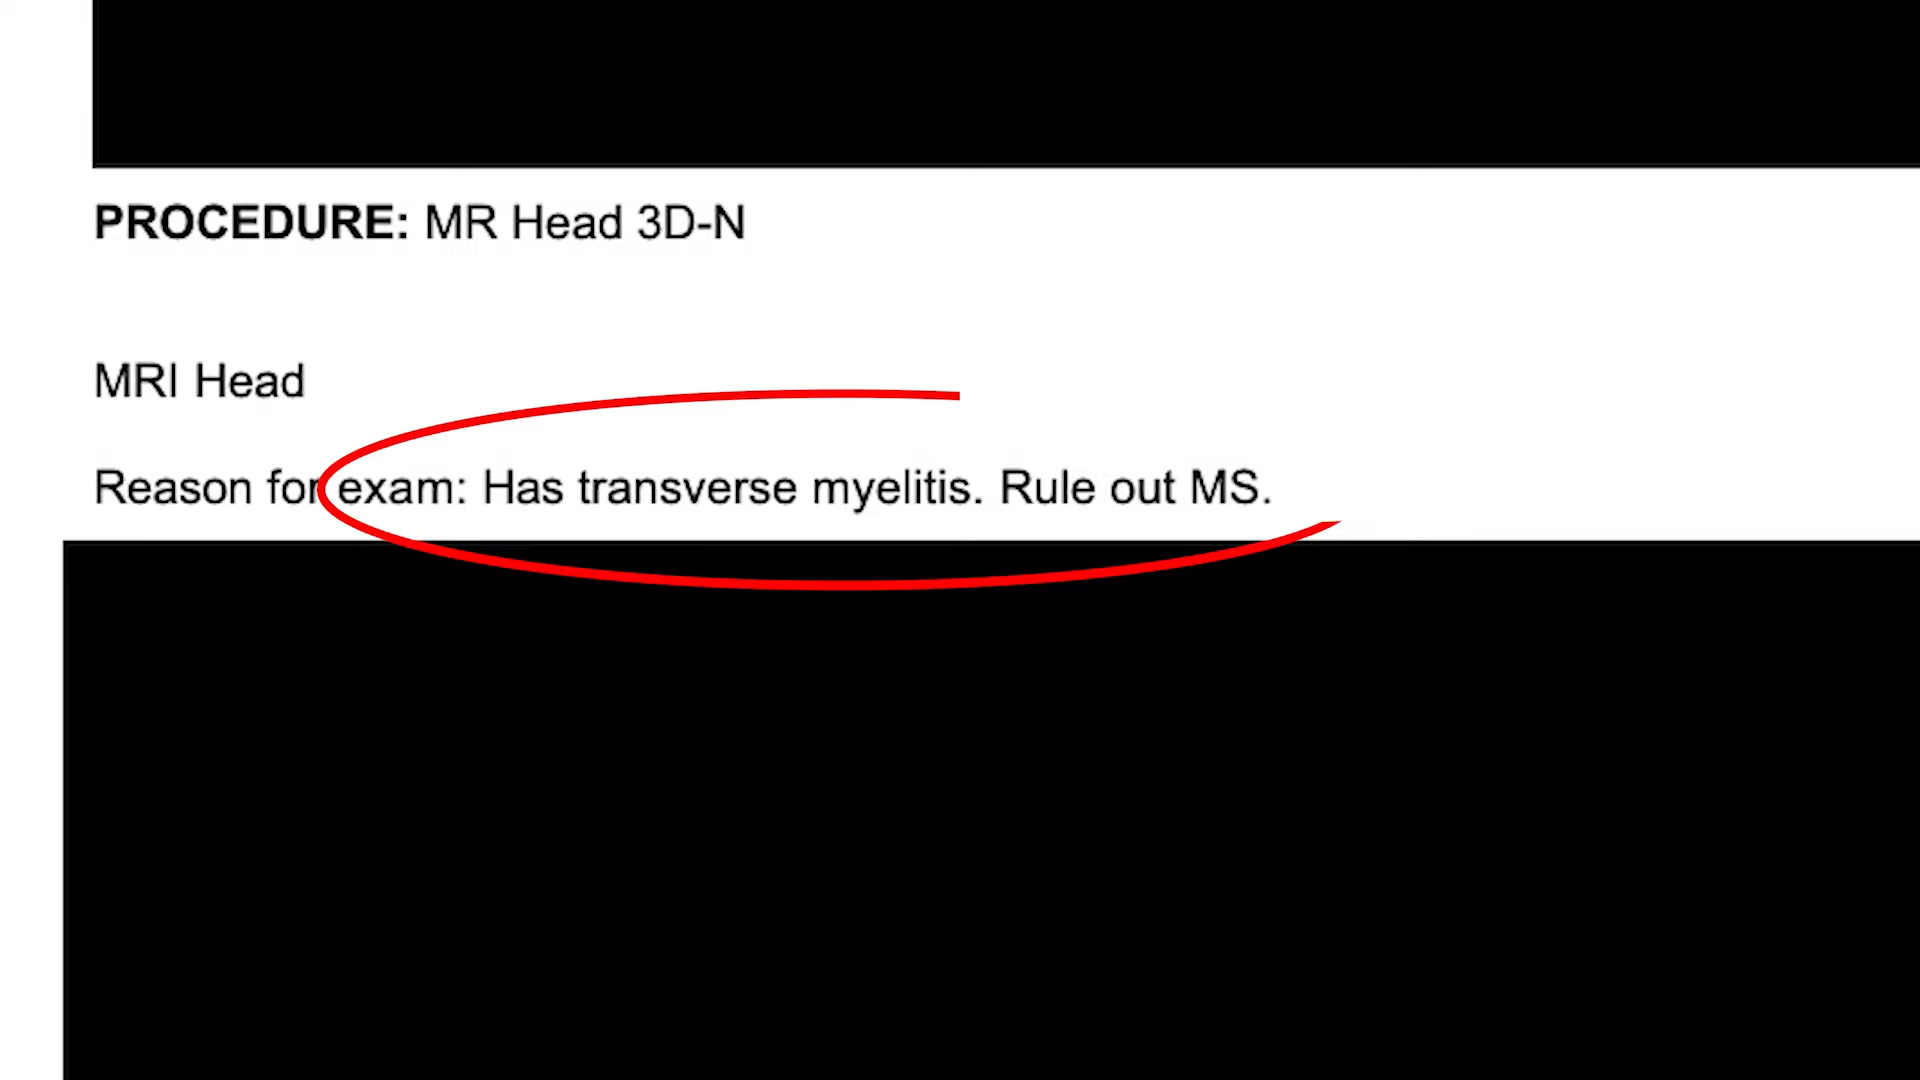 PROCEDURE: MR Head 3D-N
MRI Head
Reason for exam: Has transverse myelitis. Rule out MS.